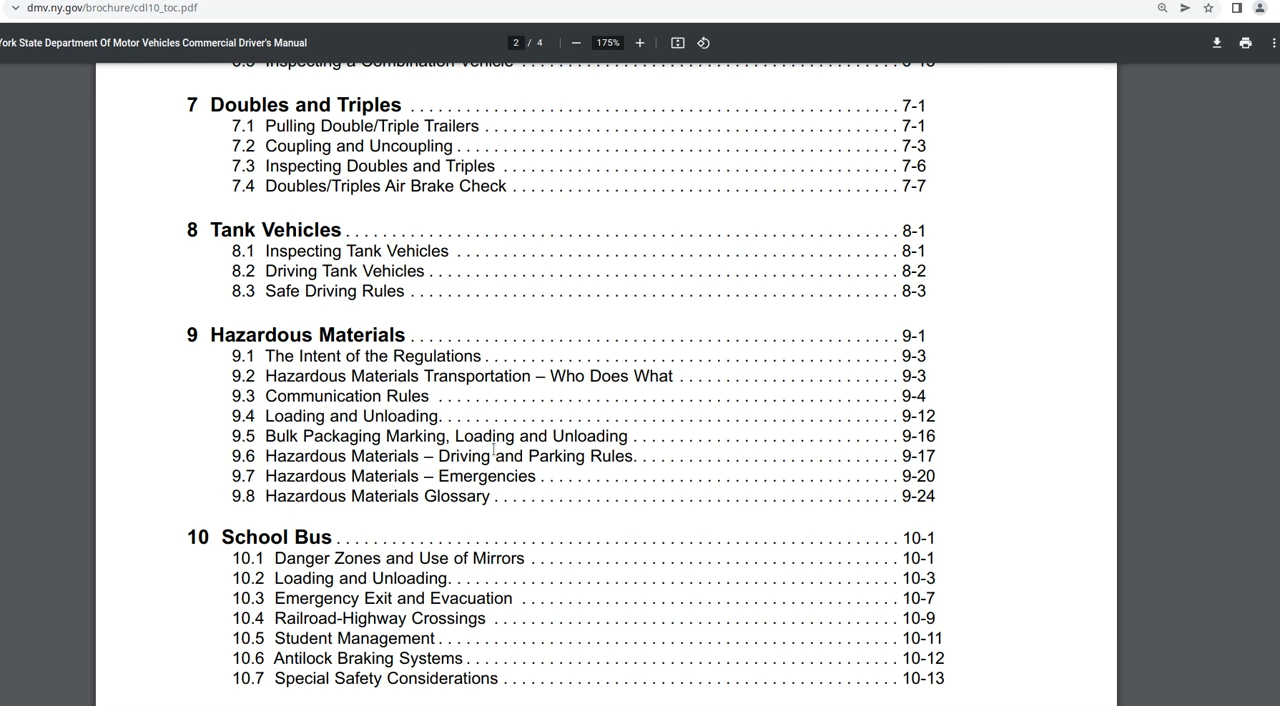 dmv.ny.gov/brochure/cdl10_toc.pdf
York State Department Of Motor Vehicles Commercial Driver's Manual 2 / 4 175%
Inspecting a Combination Vehicle
7 Doubles and Triples . . . . . . . . . . . . . . . . . . . . . . . . . . . . . . . 7-1
7.1 Pulling Double/Triple Trailers . . . . . . . . . . . . . . . . . . . . . . . . . . . . . . . 7-1
7.2 Coupling and Uncoupling . . . . . . . . . . . . . . . . . . . . . . . . . . . . . . . 7-3
7.3 Inspecting Doubles and Triples . . . . . . . . . . . . . . . . . . . . . . . . . . . . . . . 7-6
7.4 Doubles/Triples Air Brake Check . . . . . . . . . . . . . . . . . . . . . . . . . . . . . . . 7-7
8 Tank Vehicles . . . . . . . . . . . . . . . . . . . . . . . . . . . . . . . 8-1
8.1 Inspecting Tank Vehicles . . . . . . . . . . . . . . . . . . . . . . . . . . . . . . . 8-1
8.2 Driving Tank Vehicles . . . . . . . . . . . . . . . . . . . . . . . . . . . . . . . 8-2
8.3 Safe Driving Rules . . . . . . . . . . . . . . . . . . . . . . . . . . . . . . . 8-3
9 Hazardous Materials . . . . . . . . . . . . . . . . . . . . . . . . . . . . . . . 9-1
9.1 The Intent of the Regulations . . . . . . . . . . . . . . . . . . . . . . . . . . . . . . . 9-3
9.2 Hazardous Materials Transportation – Who Does What . . . . . . . . . . . . . . . . . . . . 9-3
9.3 Communication Rules . . . . . . . . . . . . . . . . . . . . . . . . . . . . . . . 9-4
9.4 Loading and Unloading . . . . . . . . . . . . . . . . . . . . . . . . . . . . . . . 9-12
9.5 Bulk Packaging Marking, Loading and Unloading . . . . . . . . . . . . . . . . . . . . . . . 9-16
9.6 Hazardous Materials – Driving and Parking Rules . . . . . . . . . . . . . . . . . . . . . . . 9-17
9.7 Hazardous Materials – Emergencies . . . . . . . . . . . . . . . . . . . . . . . . . . . . . . . 9-20
9.8 Hazardous Materials Glossary . . . . . . . . . . . . . . . . . . . . . . . . . . . . . . . 9-24
10 School Bus . . . . . . . . . . . . . . . . . . . . . . . . . . . . . . . 10-1
10.1 Danger Zones and Use of Mirrors . . . . . . . . . . . . . . . . . . . . . . . . . . . . . . . 10-1
10.2 Loading and Unloading . . . . . . . . . . . . . . . . . . . . . . . . . . . . . . . 10-3
10.3 Emergency Exit and Evacuation . . . . . . . . . . . . . . . . . . . . . . . . . . . . . . . 10-7
10.4 Railroad-Highway Crossings . . . . . . . . . . . . . . . . . . . . . . . . . . . . . . . 10-9
10.5 Student Management . . . . . . . . . . . . . . . . . . . . . . . . . . . . . . . 10-11
10.6 Antilock Braking Systems . . . . . . . . . . . . . . . . . . . . . . . . . . . . . . . 10-12
10.7 Special Safety Considerations . . . . . . . . . . . . . . . . . . . . . . . . . . . . . . . 10-13